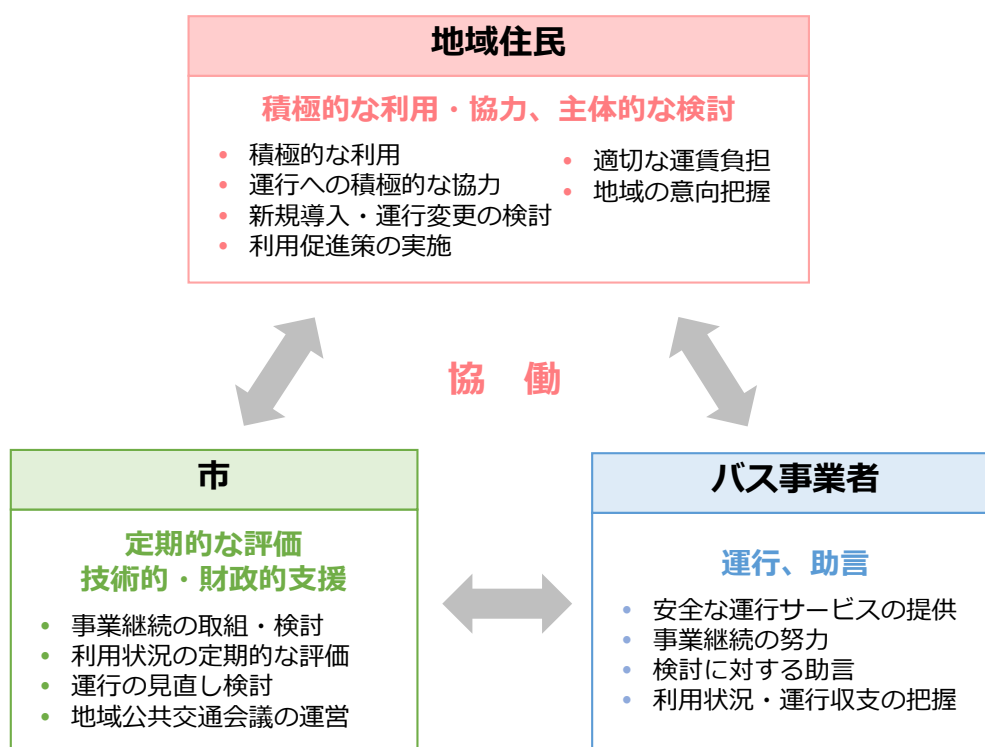 地域住民
積極的な利用・協力、主体的な検討
• 積極的な利用
• 運行への積極的な協力
• 新規導入・運行変更の検討
• 利用促進策の実施
• 適切な運賃負担
• 地域の意向把握
協 働
市
定期的な評価
技術的・財政的支援
• 事業継続の取組・検討
• 利用状況の定期的な評価
• 運行の見直し検討
• 地域公共交通会議の運営
バス事業者
運行、助言
• 安全な運行サービスの提供
• 事業継続の努力
• 検討に対する助言
• 利用状況・運行収支の把握